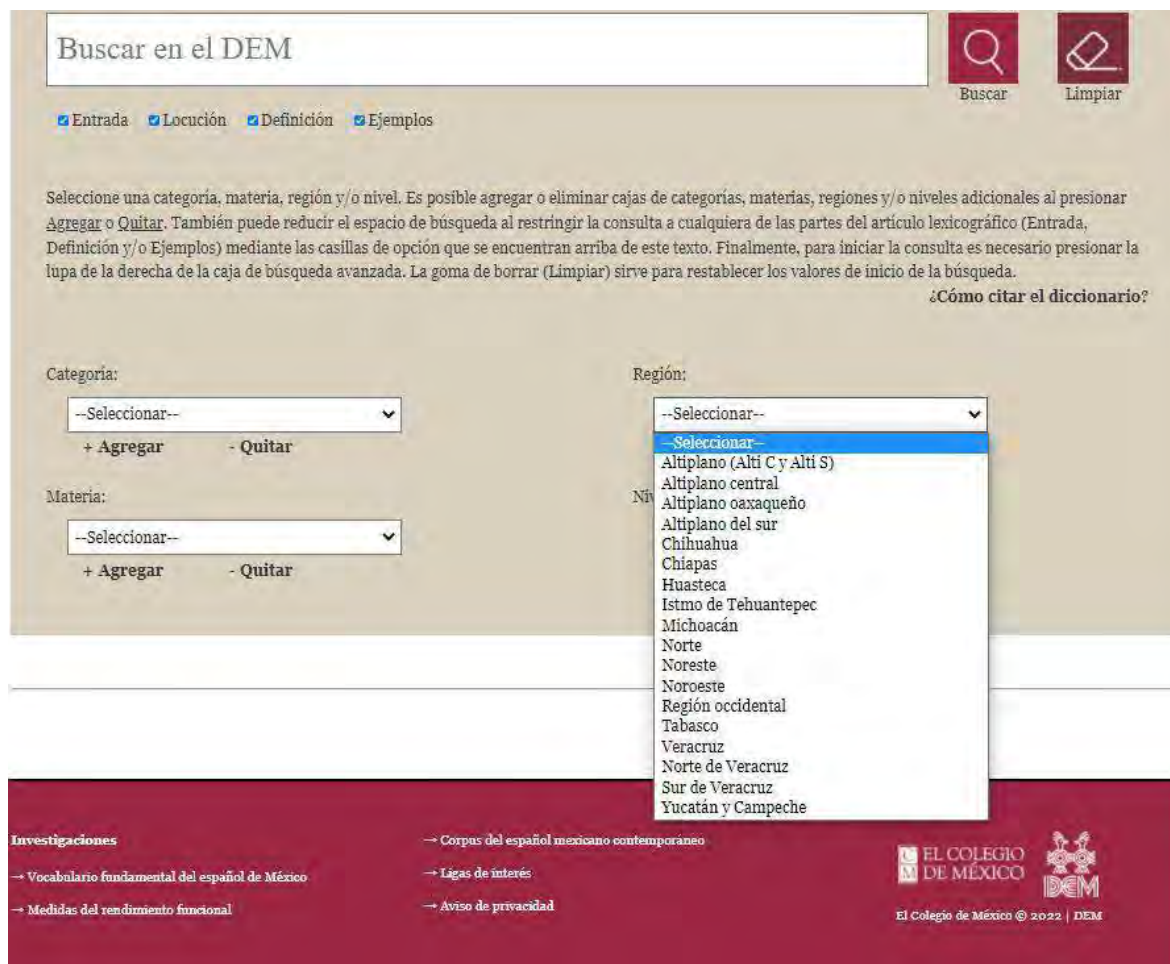 Buscar en el DEM
Buscar
Limpiar
Entrada Locución Definición Ejemplos
Seleccione una categoría, materia, región y/o nivel. Es posible agregar o eliminar cajas de categorías, materias, regiones y/o niveles adicionales al presionar
Agregar o Quitar. También puede reducir el espacio de búsqueda al restringir la consulta a cualquiera de las partes del artículo lexicográfico (Entrada,
Definición y/o Ejemplos) mediante las casillas de opción que se encuentran arriba de este texto. Finalmente, para iniciar la consulta es necesario presionar la
lupa de la derecha de la caja de búsqueda avanzada. La goma de borrar (Limpiar) sirve para restablecer los valores de inicio de la búsqueda.
¿Cómo citar el diccionario?
Categoría:
--Seleccionar--
+ Agregar - Quitar
Materia:
--Seleccionar--
+ Agregar - Quitar
Región:
--Seleccionar--
--Seleccionar--
Altiplano (Alti C y Alti S)
Altiplano central
Altiplano oaxaqueño
Altiplano del sur
Chihuahua
Chiapas
Huasteca
Istmo de Tehuantepec
Michoacán
Norte
Noreste
Noroeste
Región occidental
Tabasco
Veracruz
Norte de Veracruz
Sur de Veracruz
Yucatán y Campeche
Investigaciones
→ Vocabulario fundamental del español de México
→ Medidas del rendimiento funcional
→ Corpus del español mexicano contemporáneo
→ Ligas de interés
→ Aviso de privacidad
CM EL COLEGIO
DE MÉXICO
DEM
El Colegio de México © 2022 | DEM